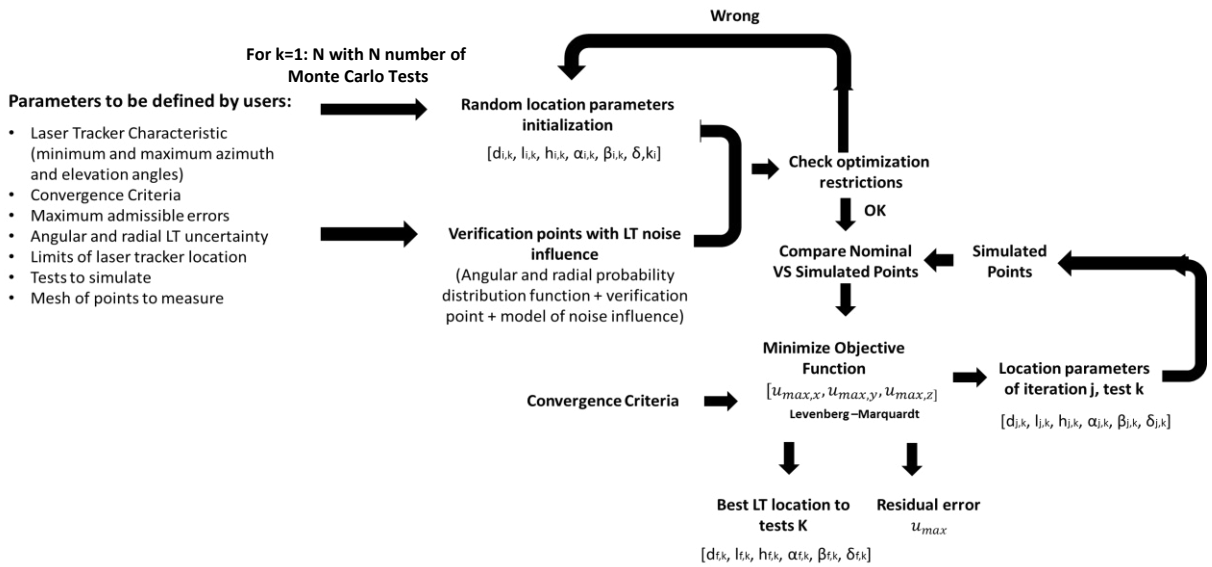 Wrong
For k=1: N with N number of
Monte Carlo Tests
Parameters to be defined by users:
• Laser Tracker Characteristic
(minimum and maximum azimuth
and elevation angles)
• Convergence Criteria
• Maximum admissible errors
• Angular and radial LT uncertainty
• Limits of laser tracker location
• Tests to simulate
• Mesh of points to measure
Random location parameters
initialization
[di,k, li,k, hi,k, αi,k, βi,k, δ,ki]
Verification points with LT noise
influence
(Angular and radial probability
distribution function + verification
point + model of noise influence)
Check optimization
restrictions
OK
Compare Nominal
VS Simulated Points
Simulated
Points
Minimize Objective
Function
[umax,x, umax,y, umax,z]
Levenberg–Marquardt
Convergence Criteria
Location parameters
of iteration j, test k
[dj,k, lj,k, hj,k, αj,k, βj,k, δj,k]
Best LT location to
tests K
[df,k, lf,k, hf,k, αf,k, βf,k, δf,k]
Residual error
umax